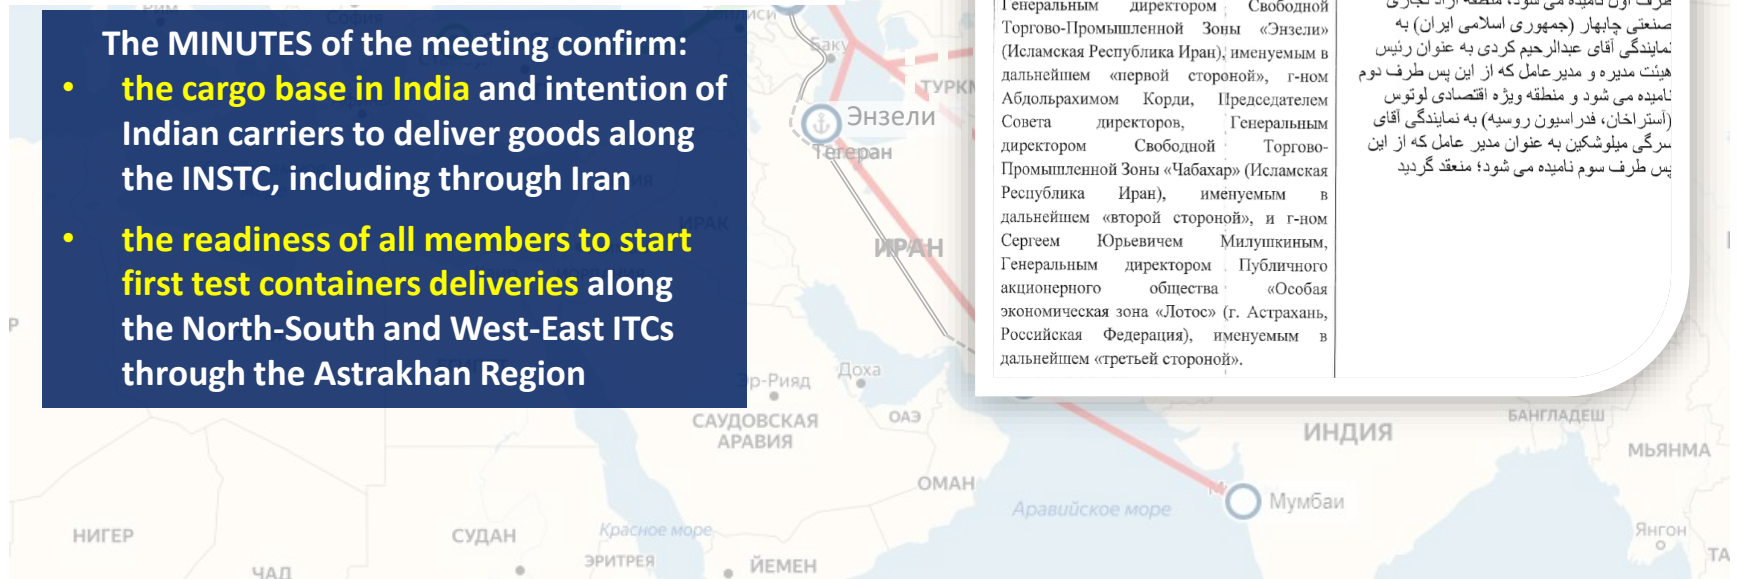 The MINUTES of the meeting confirm:
• the cargo base in India and intention of
Indian carriers to deliver goods along
the INSTC, including through Iran
• the readiness of all members to start
first test containers deliveries along
the North-South and West-East ITCs
through the Astrakhan Region
Генеральным директором Свободной
Торгово-Промышленной Зоны «Энзели»
(Исламская Республика Иран), именуемым в
дальнейшем «первой стороной», г-ном
Абдольрахимом Корди, Председателем
Совета директоров, Генеральным
директором Свободной Торгово-
Промышленной Зоны «Чабахар» (Исламская
Республика Иран), именуемым в
дальнейшем «второй стороной», и г-ном
Сергеем Юрьевичем Милушкиным,
Генеральным директором Публичного
акционерного общества «Особая
экономическая зона «Лотос» (г. Астрахань,
Российская Федерация), именуемым в
дальнейшем «третьей стороной».
طرف اول نامیده می شود، منطقه آزاد تجاری
صنعتی چابهار (جمهوری اسلامی ایران) به
نمایندگی آقای عبدالرحیم کردی به عنوان رئیس
هیئت مدیره و مدیر عامل که از این پس طرف دوم
نامیده می شود و منطقه ویژه اقتصادی لوتوس
(آستراخان، فدراسیون روسیه) به نمایندگی آقای
سرگی میلوشکین به عنوان مدیر عامل که از این
پس طرف سوم نامیده می شود؛ منعقد گردید
Баку
Энзели
Тегеран
ИРАК
ИРАН
Доха
Эр-Рияд
САУДОВСКАЯ
АРАВИЯ
ОАЭ
ОМАН
ИНДИЯ
БАНГЛАДЕШ
МЬЯНМА
Аравийское море
Мумбаи
Янгон
НИГЕР
СУДАН
Красное море
ЭРИТРЕЯ
ЙЕМЕН
ЧАД